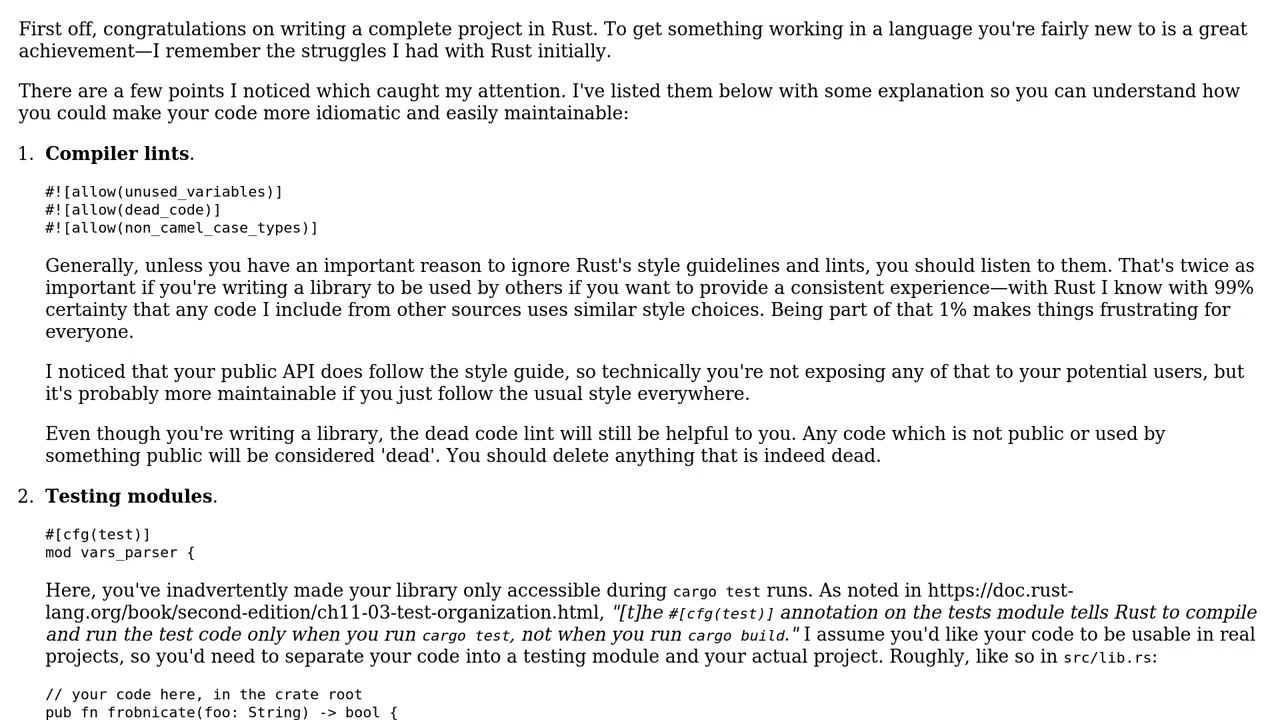 First off, congratulations on writing a complete project in Rust. To get something working in a language you're fairly new to is a great
achievement—I remember the struggles I had with Rust initially.
There are a few points I noticed which caught my attention. I've listed them below with some explanation so you can understand how
you could make your code more idiomatic and easily maintainable:
1. Compiler lints.
#![allow(unused_variables)]
#![allow(dead_code)]
#![allow(non_camel_case_types)]
Generally, unless you have an important reason to ignore Rust's style guidelines and lints, you should listen to them. That's twice as
important if you're writing a library to be used by others if you want to provide a consistent experience—with Rust I know with 99%
certainty that any code I include from other sources uses similar style choices. Being part of that 1% makes things frustrating for
everyone.
I noticed that your public API does follow the style guide, so technically you're not exposing any of that to your potential users, but
it's probably more maintainable if you just follow the usual style everywhere.
Even though you're writing a library, the dead code lint will still be helpful to you. Any code which is not public or used by
something public will be considered 'dead'. You should delete anything that is indeed dead.
2. Testing modules.
#[cfg(test)]
mod vars_parser {
Here, you've inadvertently made your library only accessible during cargo test runs. As noted in https://doc.rust-
lang.org/book/second-edition/ch11-03-test-organization.html, "[t]he #[cfg(test)] annotation on the tests module tells Rust to compile
and run the test code only when you run cargo test, not when you run cargo build." I assume you'd like your code to be usable in real
projects, so you'd need to separate your code into a testing module and your actual project. Roughly, like so in src/lib.rs:
// your code here, in the crate root
pub fn frobnicate(foo: String) -> bool {